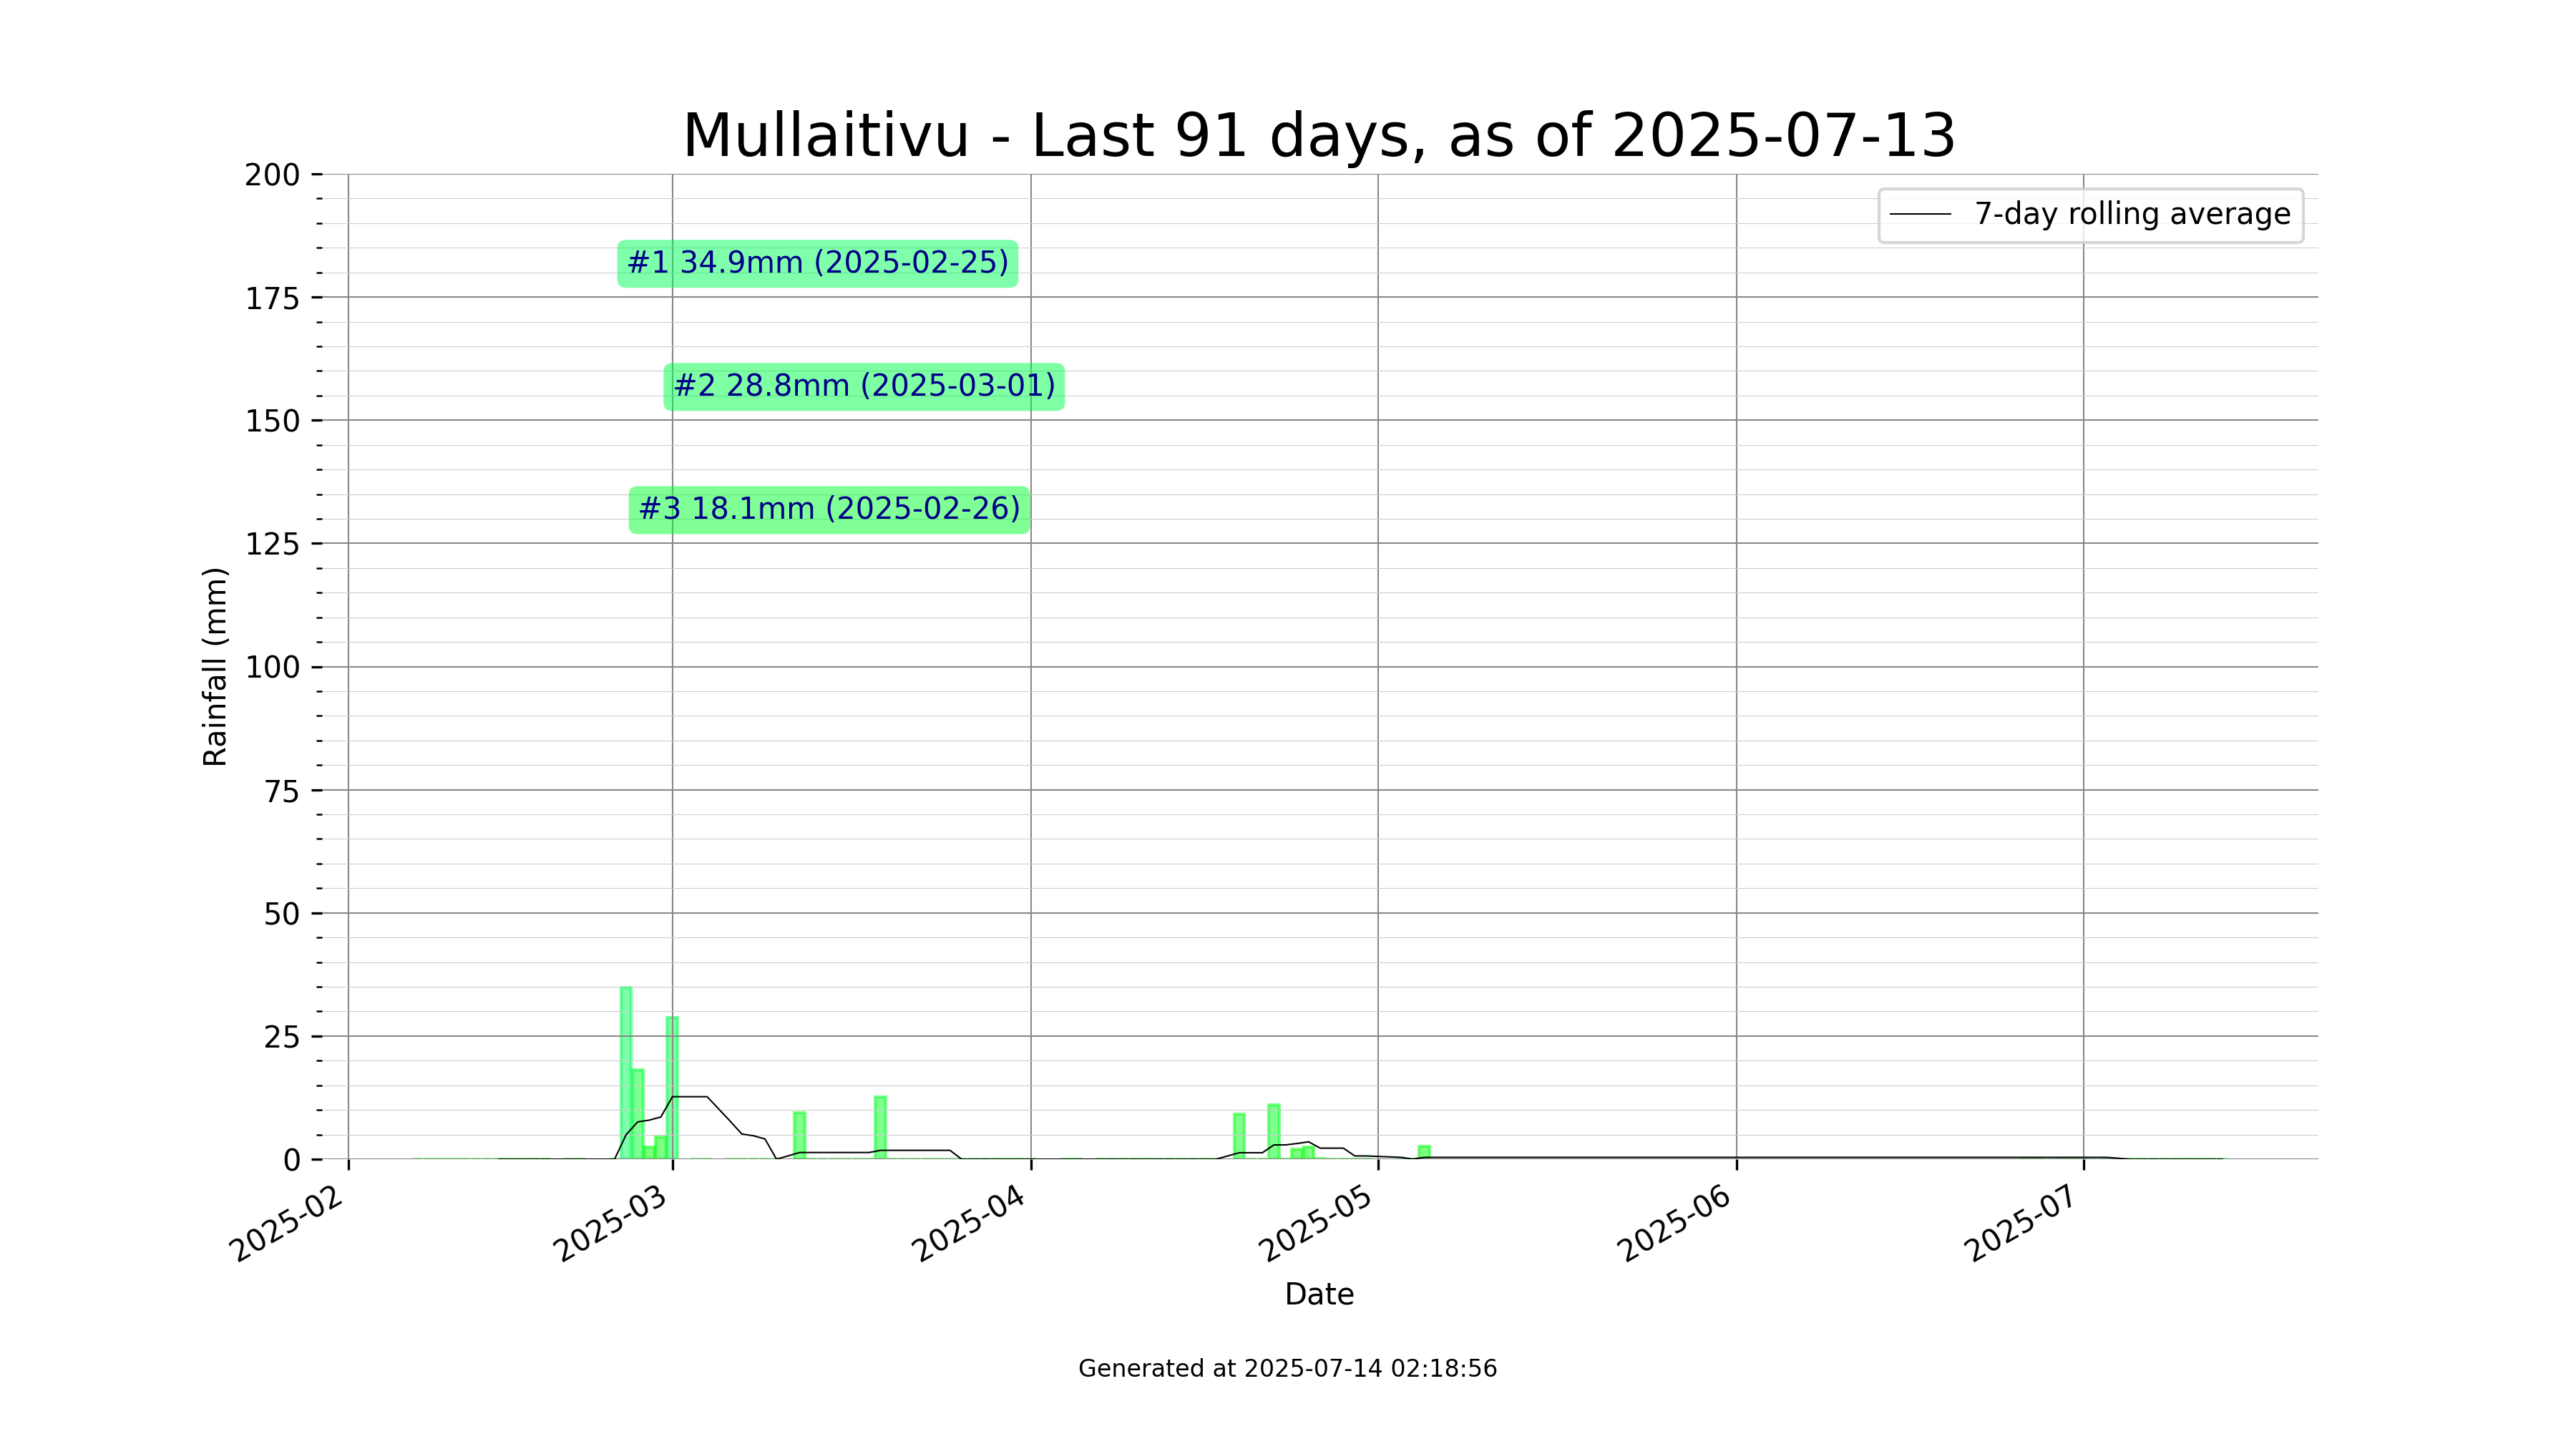 Mullaitivu - Last 91 days, as of 2025-07-13
200
175
150
125
100
75
50
25
0
Rainfall (mm)
7-day rolling average
#1 34.9mm (2025-02-25)
#2 28.8mm (2025-03-01)
#3 18.1mm (2025-02-26)
2025-02
2025-03
2025-04
2025-05
2025-06
2025-07
Date
Generated at 2025-07-14 02:18:56